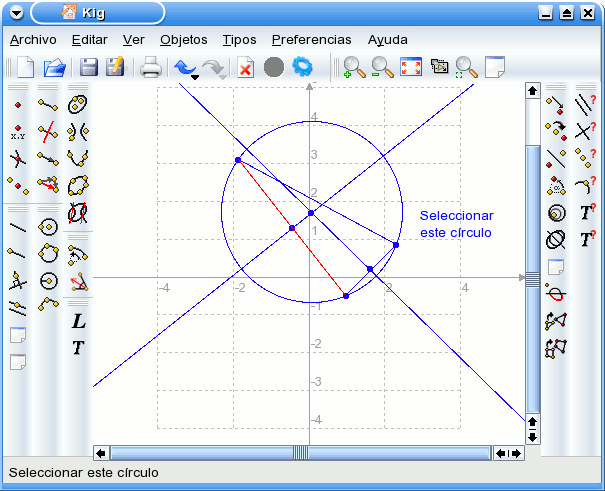 Kig
Archivo Editar Ver Objetos Tipos Preferencias Ayuda
X,Y
L
T
T?
T?
4
3
2
1
-4 -2 0 2 4
-1
-2
-3
-4
Seleccionar
este círculo
Seleccionar este círculo